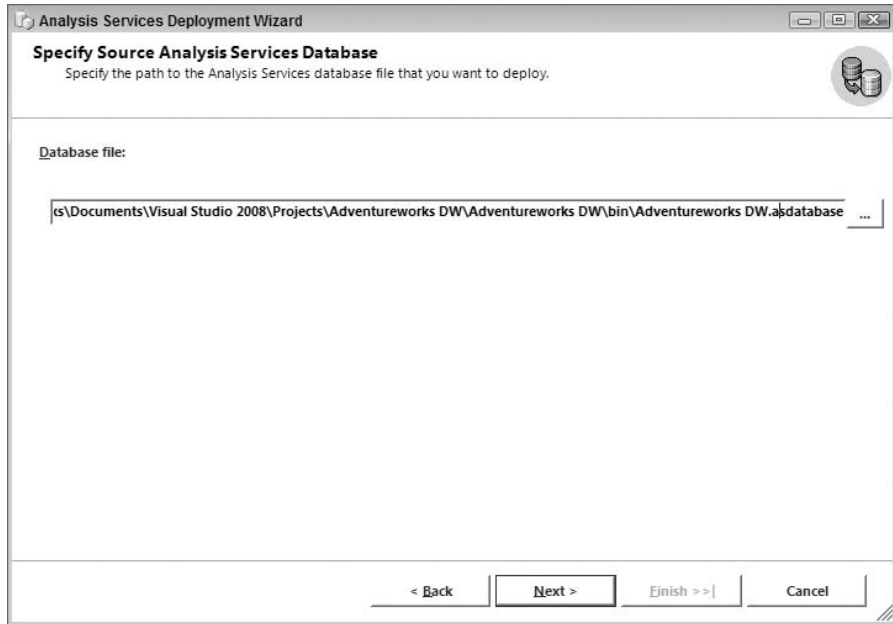 Analysis Services Deployment Wizard
Specify Source Analysis Services Database
Specify the path to the Analysis Services database file that you want to deploy.
Database file:
cs\Documents\Visual Studio 2008\Projects\Adventureworks DW\Adventureworks DW\bin\Adventureworks DW.asdatabase
...
< Back
Next >
Finish >>|
Cancel